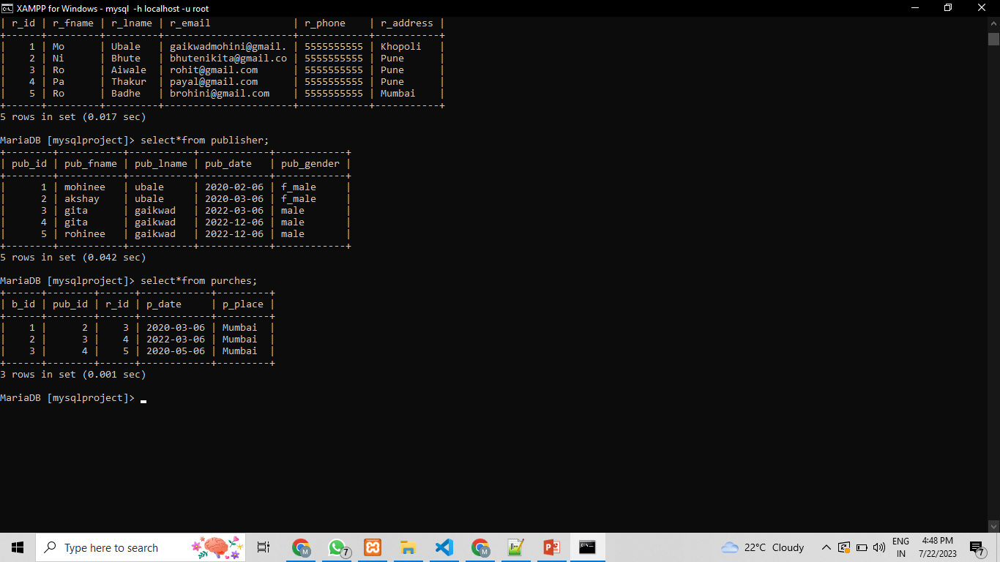 XAMPP for Windows - mysql -h localhost -u root
| r_id | r_fname | r_lname | r_email              | r_phone    | r_address |
+------+---------+---------+----------------------+------------+-----------+
|    1 | Mo      | Ubale   | gaikwadmohini@gmail. | 5555555555 | Khopoli   |
|    2 | Ni      | Bhute   | bhutenikita@gmail.co | 5555555555 | Pune      |
|    3 | Ro      | Aiwale  | rohit@gmail.com      | 5555555555 | Pune      |
|    4 | Pa      | Thakur  | payal@gmail.com      | 5555555555 | Pune      |
|    5 | Ro      | Badhe   | brohini@gmail.com    | 5555555555 | Mumbai    |
+------+---------+---------+----------------------+------------+-----------+
5 rows in set (0.017 sec)
MariaDB [mysqlproject]> select*from publisher;
+--------+-----------+-----------+------------+------------+
| pub_id | pub_fname | pub_lname | pub_date   | pub_gender |
+--------+-----------+-----------+------------+------------+
|      1 | mohinee   | ubale     | 2020-02-06 | f_male     |
|      2 | akshay    | ubale     | 2020-03-06 | f_male     |
|      3 | gita      | gaikwad   | 2022-03-06 | male       |
|      4 | gita      | gaikwad   | 2022-12-06 | male       |
|      5 | rohinee   | gaikwad   | 2022-12-06 | male       |
+--------+-----------+-----------+------------+------------+
5 rows in set (0.042 sec)
MariaDB [mysqlproject]> select*from purches;
+------+--------+------+------------+---------+
| b_id | pub_id | r_id | p_date     | p_place |
+------+--------+------+------------+---------+
|    1 |      2 |    3 | 2020-03-06 | Mumbai  |
|    2 |      3 |    4 | 2022-03-06 | Mumbai  |
|    3 |      4 |    5 | 2020-05-06 | Mumbai  |
+------+--------+------+------------+---------+
3 rows in set (0.001 sec)
MariaDB [mysqlproject]>
Type here to search
M
7
M
22°C Cloudy
ENG
IN
4:48 PM
7/22/2023
7